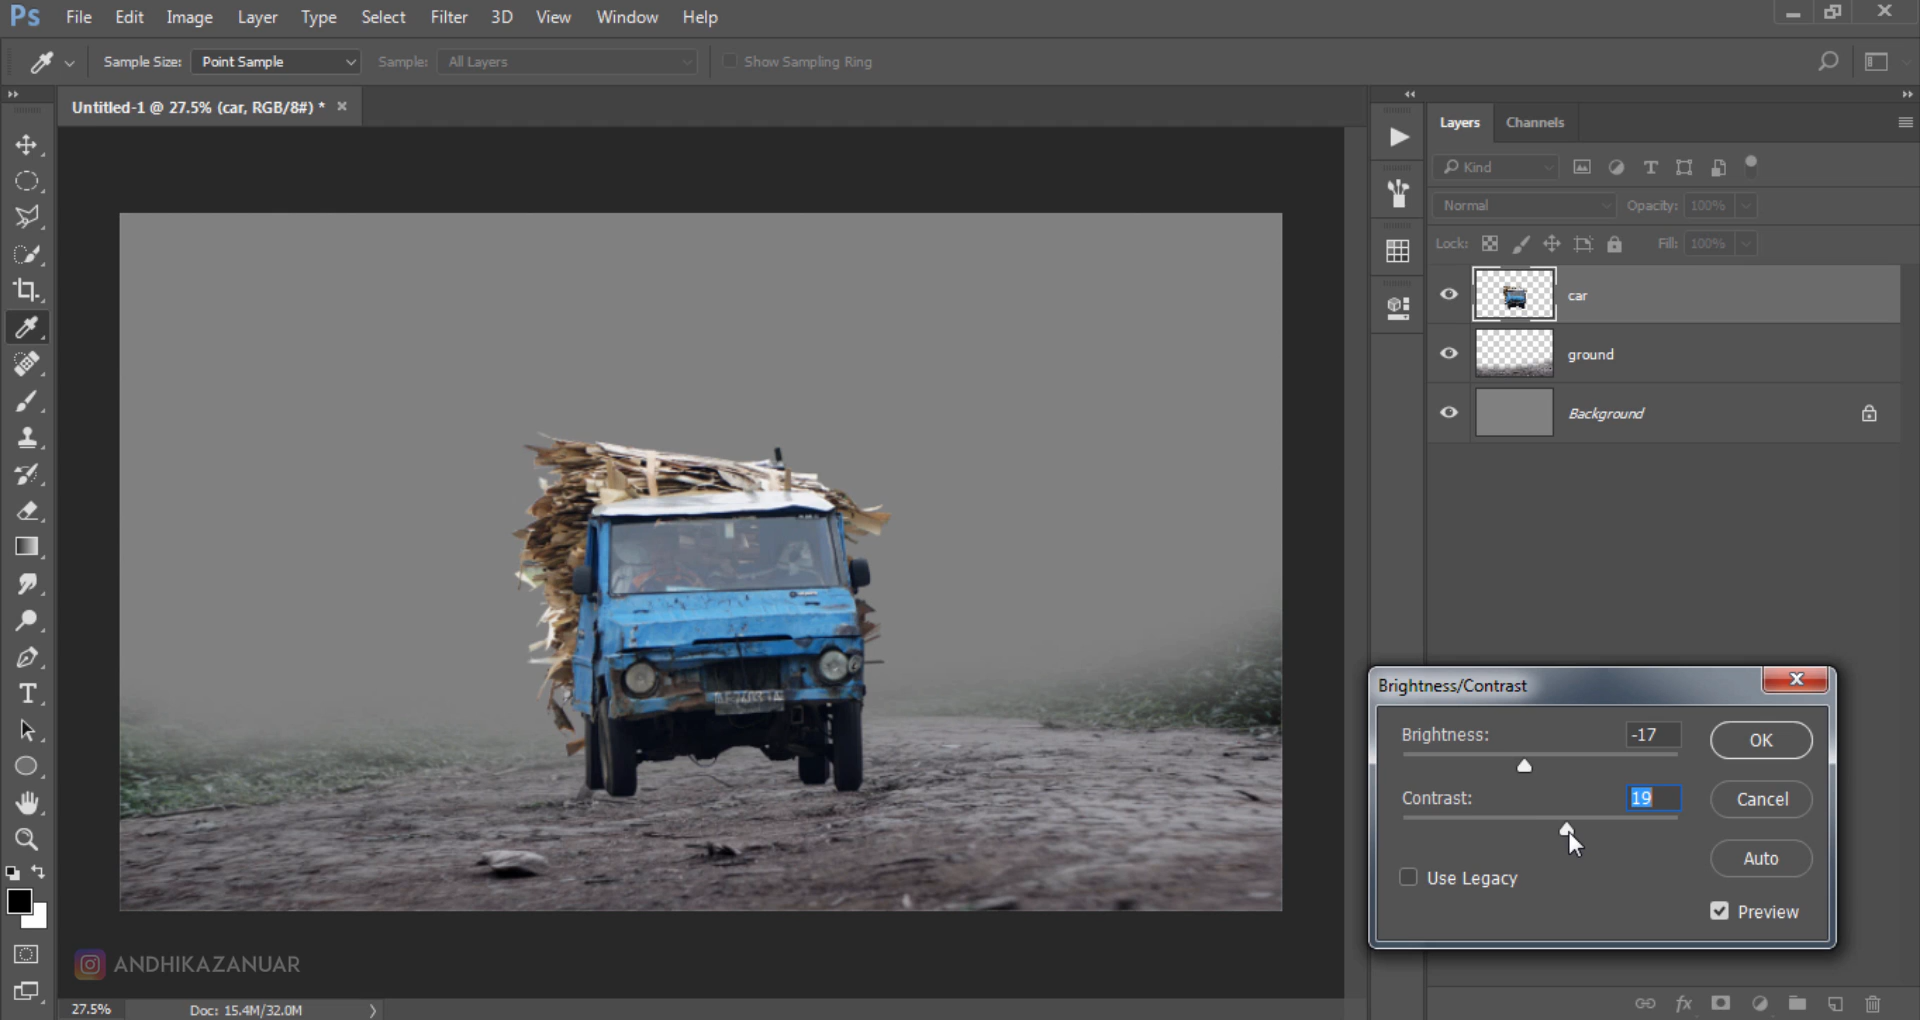 Ps File Edit Image Layer Type Select Filter 3D View Window Help
Sample Size: Point Sample Sample: All Layers Show Sampling Ring
Untitled-1 @ 27.5% (car, RGB/8#) *
Layers Channels
Kind
Normal Opacity: 100%
Lock: Fill: 100%
car
ground
Background
Brightness/Contrast
Brightness: -17 OK
Contrast: 19 Cancel
Auto
Use Legacy
Preview
ANDHIKAZANUAR
27.5% Doc: 15.4M/32.0M
fx